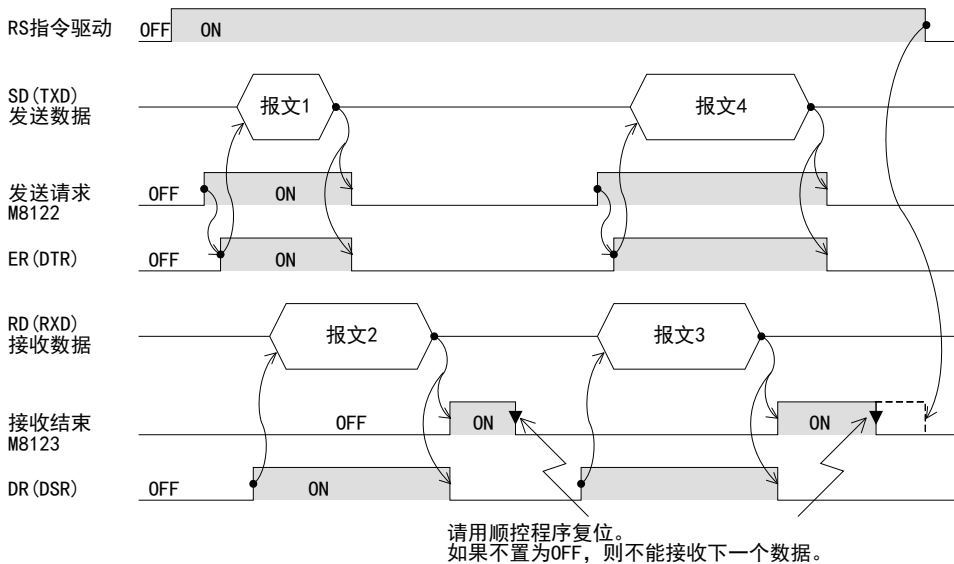 RS指令驱动 OFF ON
SD(TXD)
发送数据
报文1 报文4
发送请求
M8122
OFF ON
ER(DTR) OFF ON
RD(RXD)
接收数据
报文2 报文3
接收结束
M8123
OFF ON ON
DR(DSR) OFF ON
请用顺控程序复位。
如果不置为OFF，则不能接收下一个数据。